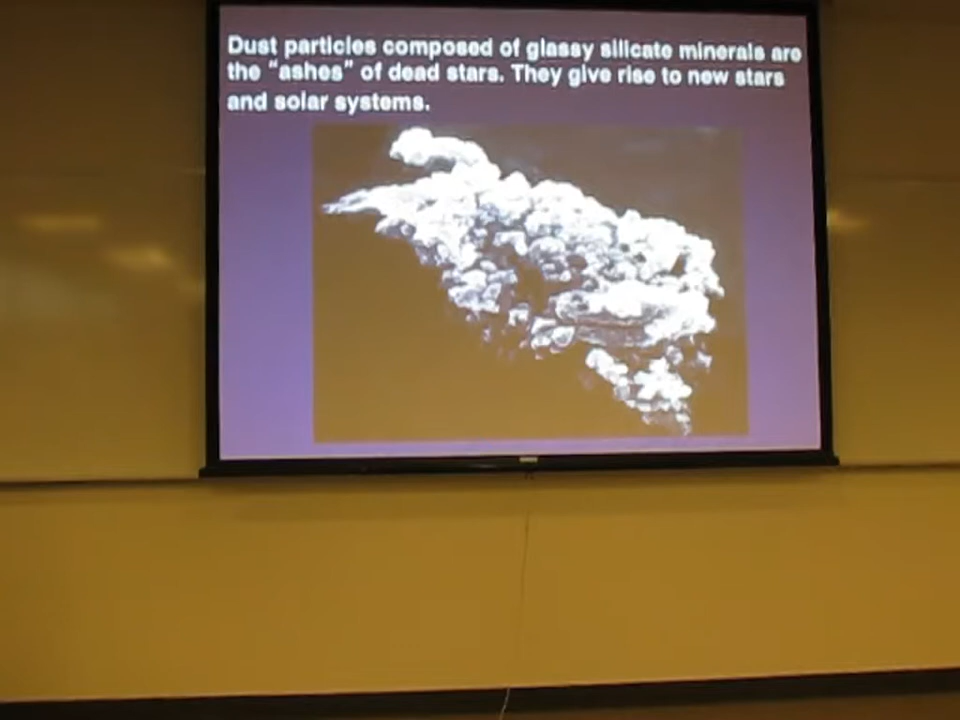 Dust particles composed of glassy silicate minerals are
the “ashes” of dead stars. They give rise to new stars
and solar systems.